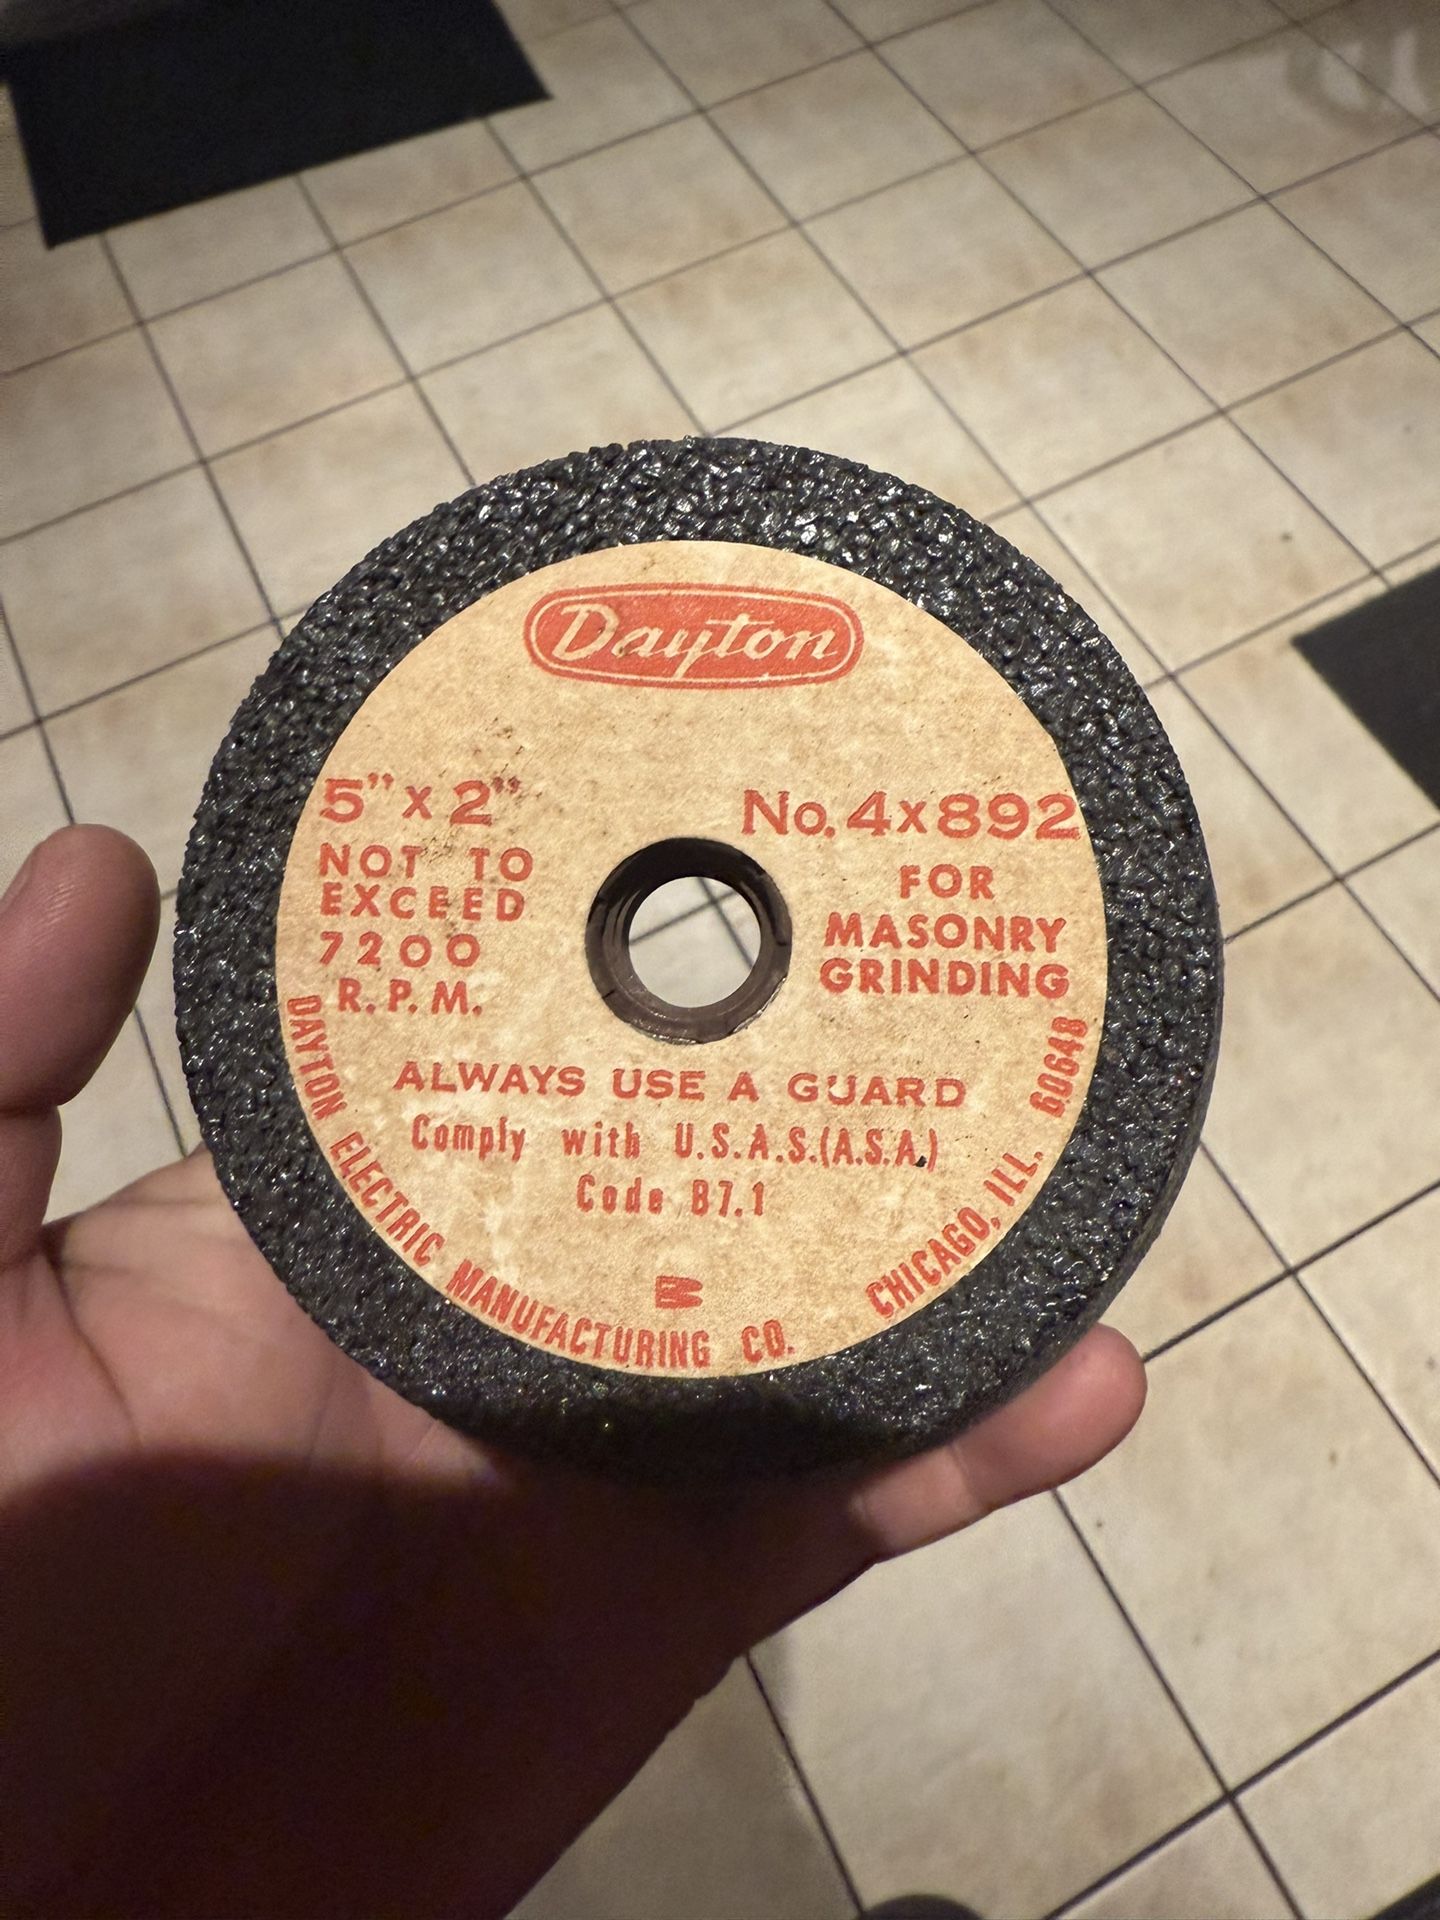 Dayton
5" x 2"
NOT TO
EXCEED
7200
R.P.M.
No. 4x892
FOR
MASONRY
GRINDING
ALWAYS USE A GUARD
Comply with U.S.A.S.(A.S.A.)
Code B7.1
DAYTON ELECTRIC MANUFACTURING CO. CHICAGO, ILL. 60648